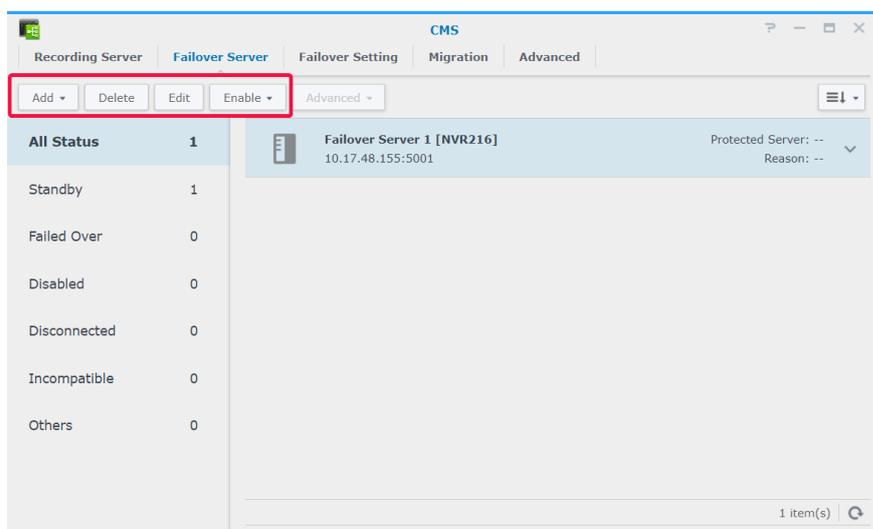 CMS
Recording Server Failover Server Failover Setting Migration Advanced
Add Delete Edit Enable Advanced
All Status 1
Failover Server 1 [NVR216] Protected Server: --
10.17.48.155:5001 Reason: --
Standby 1
Failed Over 0
Disabled 0
Disconnected 0
Incompatible 0
Others 0
1 item(s)